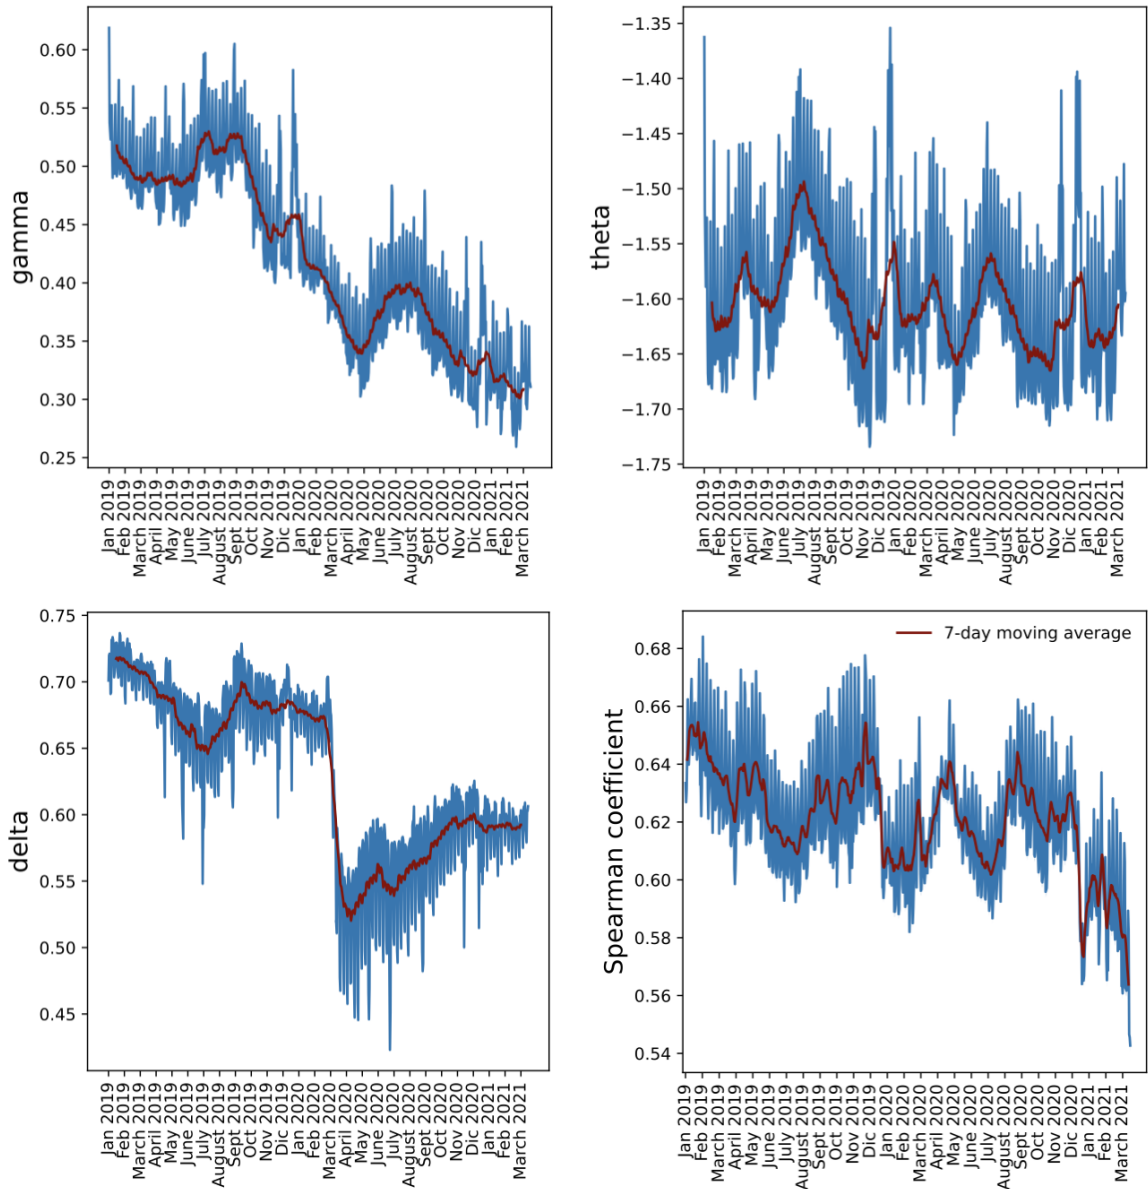 0.60
0.55
0.50
0.45
0.40
0.35
0.30
0.25
gamma
Jan 2019
Feb 2019
March 2019
April 2019
May 2019
June 2019
July 2019
August 2019
Sept 2019
Oct 2019
Nov 2019
Dic 2019
Jan 2020
Feb 2020
March 2020
April 2020
May 2020
June 2020
July 2020
August 2020
Sept 2020
Oct 2020
Nov 2020
Dic 2020
Jan 2021
Feb 2021
March 2021
−1.35
−1.40
−1.45
−1.50
−1.55
−1.60
−1.65
−1.70
−1.75
theta
Jan 2019
Feb 2019
March 2019
April 2019
May 2019
June 2019
July 2019
August 2019
Sept 2019
Oct 2019
Nov 2019
Dic 2019
Jan 2020
Feb 2020
March 2020
April 2020
May 2020
June 2020
July 2020
August 2020
Sept 2020
Oct 2020
Nov 2020
Dic 2020
Jan 2021
Feb 2021
March 2021
0.75
0.70
0.65
0.60
0.55
0.50
0.45
delta
Jan 2019
Feb 2019
March 2019
April 2019
May 2019
June 2019
July 2019
August 2019
Sept 2019
Oct 2019
Nov 2019
Dic 2019
Jan 2020
Feb 2020
March 2020
April 2020
May 2020
June 2020
July 2020
August 2020
Sept 2020
Oct 2020
Nov 2020
Dic 2020
Jan 2021
Feb 2021
March 2021
7-day moving average
0.68
0.66
0.64
0.62
0.60
0.58
0.56
0.54
Spearman coefficient
Jan 2019
Feb 2019
March 2019
April 2019
May 2019
June 2019
July 2019
August 2019
Sept 2019
Oct 2019
Nov 2019
Dic 2019
Jan 2020
Feb 2020
March 2020
April 2020
May 2020
June 2020
July 2020
August 2020
Sept 2020
Oct 2020
Nov 2020
Dic 2020
Jan 2021
Feb 2021
March 2021